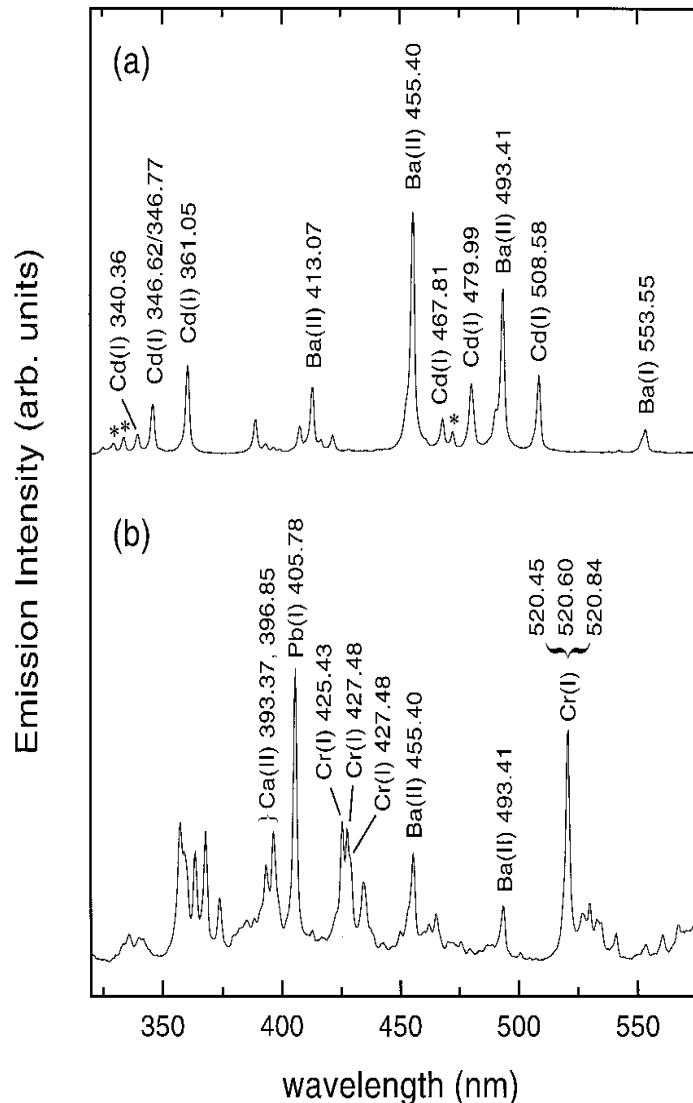 (a)
Cd(I) 340.36
Cd(I) 346.62/346.77
Cd(I) 361.05
Ba(II) 413.07
Ba(II) 455.40
Cd(I) 467.81
Cd(I) 479.99
Ba(II) 493.41
Cd(I) 508.58
Ba(I) 553.55
*
*
*
(b)
} Ca(II) 393.37, 396.85
Pb(I) 405.78
Cr(I) 425.43
Cr(I) 427.48
Cr(I) 427.48
Ba(II) 455.40
Ba(II) 493.41
520.45
520.60
520.84
}
Cr(I)
Emission Intensity (arb. units)
350 400 450 500 550
wavelength (nm)